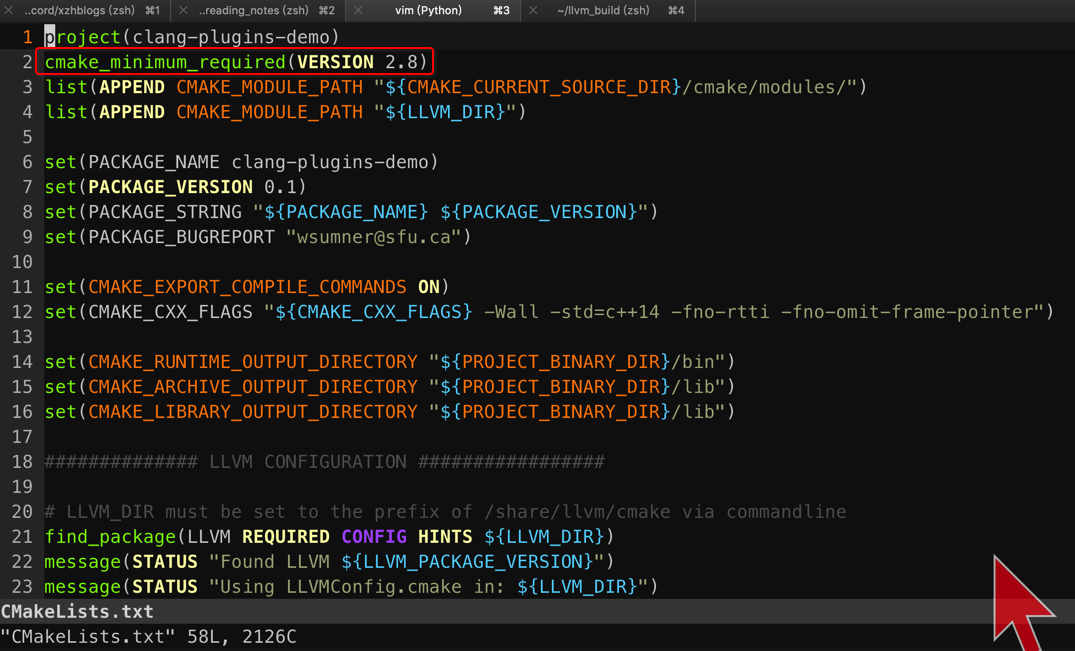 ..cord/xzhblogs (zsh) ⌘1 ..reading_notes (zsh) ⌘2 vim (Python) ⌘3 ~/llvm_build (zsh) ⌘4
1 project(clang-plugins-demo)
2 cmake_minimum_required(VERSION 2.8)
3 list(APPEND CMAKE_MODULE_PATH "${CMAKE_CURRENT_SOURCE_DIR}/cmake/modules/")
4 list(APPEND CMAKE_MODULE_PATH "${LLVM_DIR}")
5
6 set(PACKAGE_NAME clang-plugins-demo)
7 set(PACKAGE_VERSION 0.1)
8 set(PACKAGE_STRING "${PACKAGE_NAME} ${PACKAGE_VERSION}")
9 set(PACKAGE_BUGREPORT "wsumner@sfu.ca")
10
11 set(CMAKE_EXPORT_COMPILE_COMMANDS ON)
12 set(CMAKE_CXX_FLAGS "${CMAKE_CXX_FLAGS} -Wall -std=c++14 -fno-rtti -fno-omit-frame-pointer")
13
14 set(CMAKE_RUNTIME_OUTPUT_DIRECTORY "${PROJECT_BINARY_DIR}/bin")
15 set(CMAKE_ARCHIVE_OUTPUT_DIRECTORY "${PROJECT_BINARY_DIR}/lib")
16 set(CMAKE_LIBRARY_OUTPUT_DIRECTORY "${PROJECT_BINARY_DIR}/lib")
17
18 ############## LLVM CONFIGURATION #################
19
20 # LLVM_DIR must be set to the prefix of /share/llvm/cmake via commandline
21 find_package(LLVM REQUIRED CONFIG HINTS ${LLVM_DIR})
22 message(STATUS "Found LLVM ${LLVM_PACKAGE_VERSION}")
23 message(STATUS "Using LLVMConfig.cmake in: ${LLVM_DIR}")
CMakeLists.txt
"CMakeLists.txt" 58L, 2126C